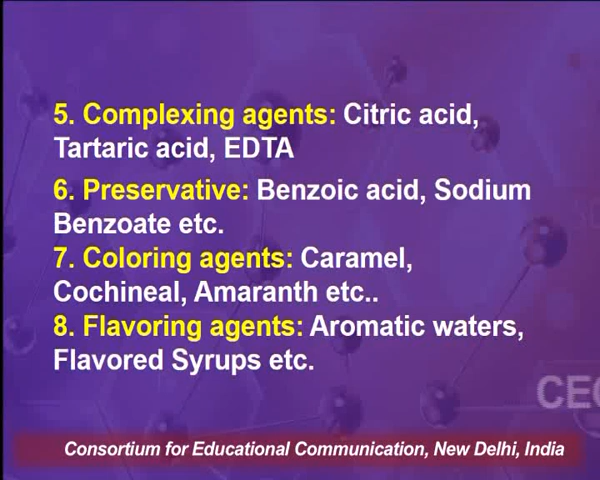 5. Complexing agents: Citric acid,
Tartaric acid, EDTA
6. Preservative: Benzoic acid, Sodium
Benzoate etc.
7. Coloring agents: Caramel,
Cochineal, Amaranth etc..
8. Flavoring agents: Aromatic waters,
Flavored Syrups etc.
CEC
Consortium for Educational Communication, New Delhi, India